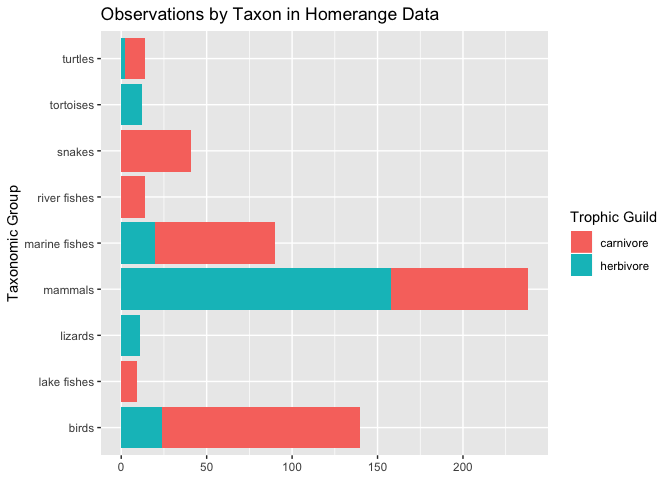 Observations by Taxon in Homerange Data
Taxonomic Group
turtles
tortoises
snakes
river fishes
marine fishes
mammals
lizards
lake fishes
birds
0 50 100 150 200
Trophic Guild
carnivore
herbivore